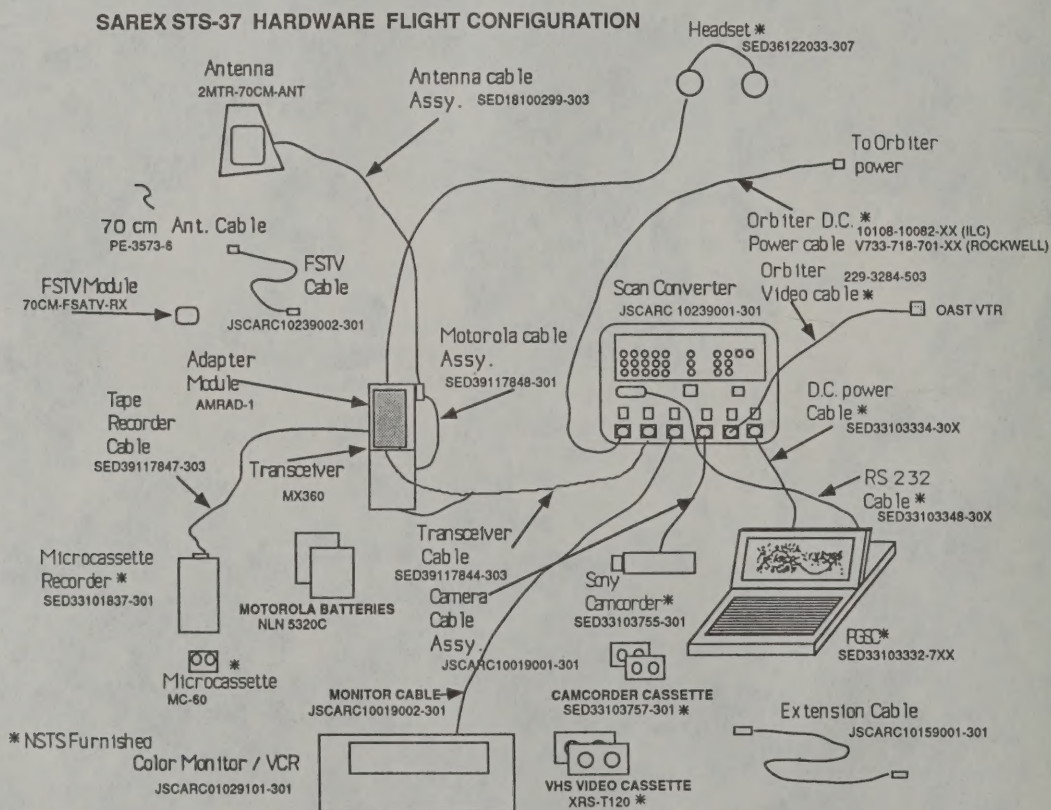 SAREX STS-37 HARDWARE FLIGHT CONFIGURATION
Headset *
SED36122033-307
Antenna
2MTR-70CM-ANT
Antenna cable
Assy. SED18100299-303
To Orbiter
power
70 cm Ant. Cable
PE-3573-6
Orbiter D.C. *
10108-10082-XX (ILC)
Power cable V733-718-701-XX (ROCKWELL)
FSTV Module
70CM-FSATV-RX
FSTV
Cable
JSCARC10239002-301
Orbiter 229-3284-503
Video cable *
OAST VTR
Scan Converter
JSCARC 10239001-301
Motorola cable
Assy.
SED39117848-301
Adapter
Module
AMRAD-1
Tape
Recorder
Cable
SED39117847-303
D.C. power
Cable *
SED33103334-30X
Transceiver
MX360
RS 232
Cable *
SED33103348-30X
Transceiver
Cable
SED39117844-303
Microcassette
Recorder *
SED33101837-301
MOTOROLA BATTERIES
NLN 5320C
Camera
Cable
Assy.
JSCARC10019001-301
Sony
Camcorder *
SED33103755-301
PGSC *
SED33103332-7XX
*
Microcassette
MC-60
MONITOR CABLE
JSCARC10019002-301
CAMCORDER CASSETTE
SED33103757-301 *
Extension Cable
JSCARC10159001-301
* NSTS Furnished
Color Monitor / VCR
JSCARC01029101-301
VHS VIDEO CASSETTE
XRS-T120 *